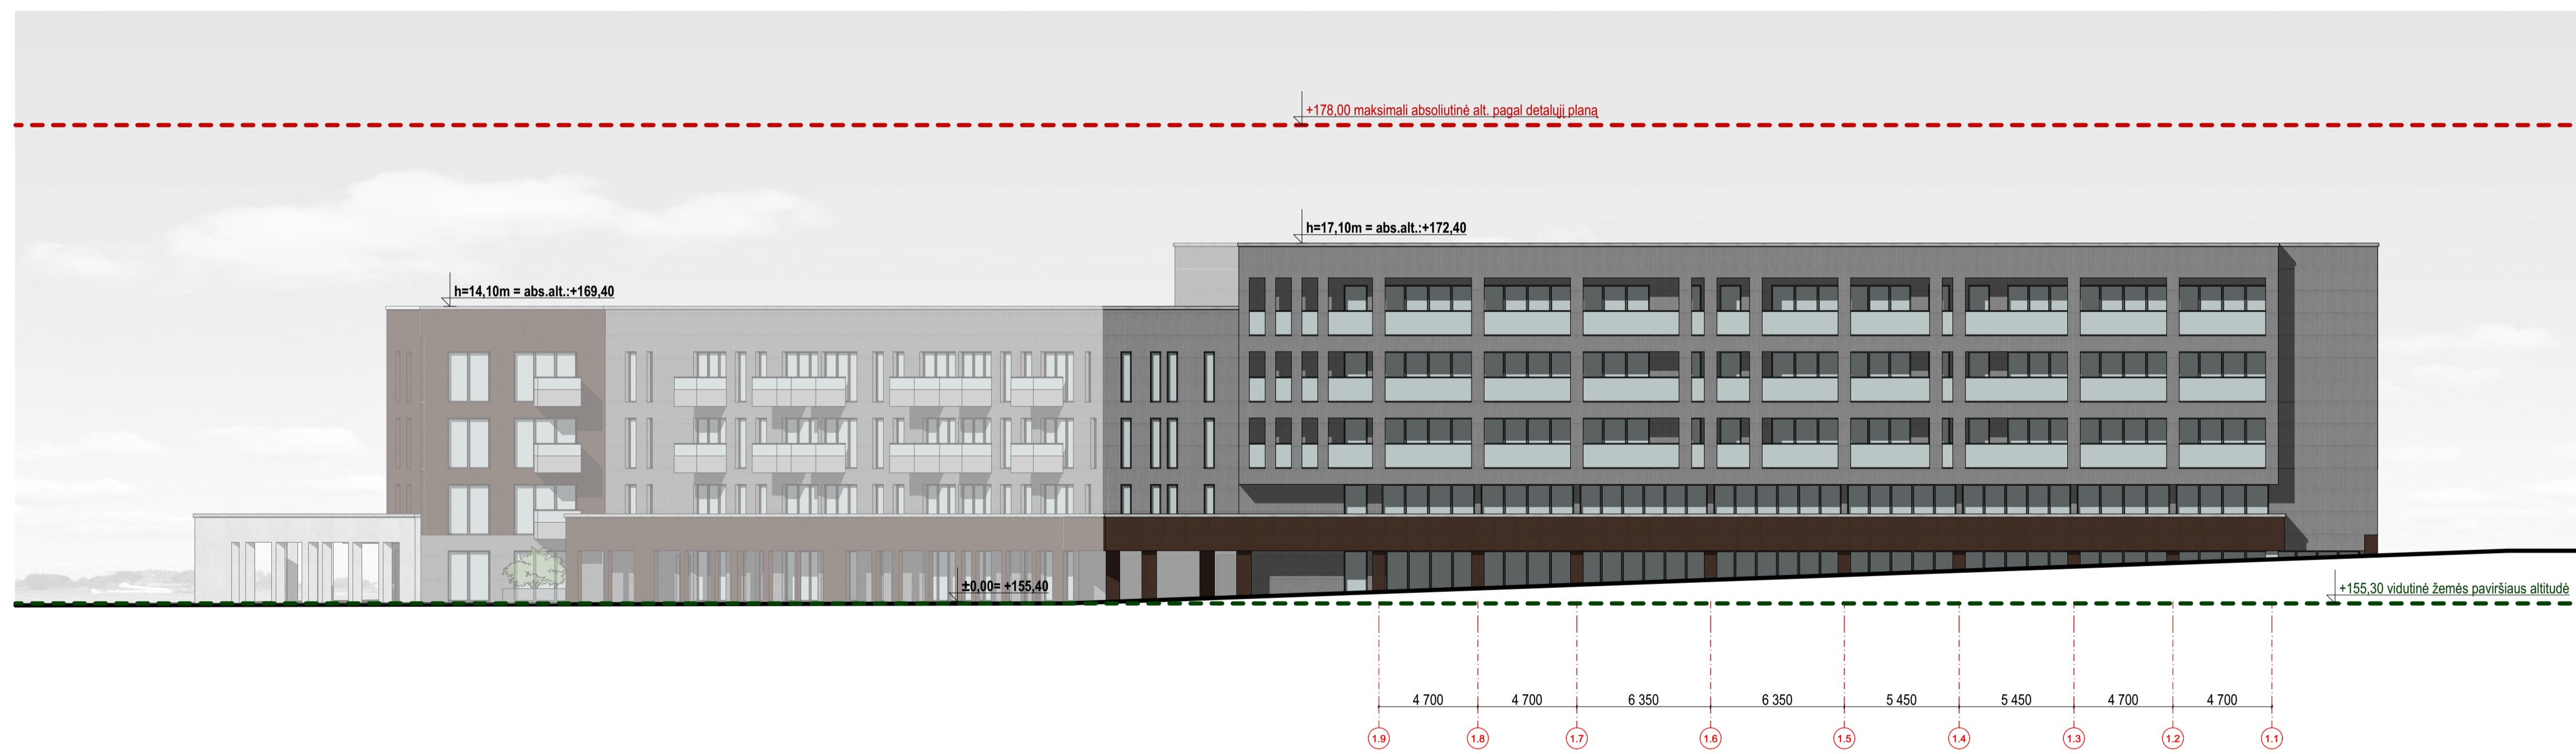 +178,00 maksimali absoliutinė alt. pagal detalųjį planą
h=17,10m = abs.alt.:+172,40
h=14,10m = abs.alt.:+169,40
±0,00= +155,40
+155,30 vidutinė žemės paviršiaus altitudė
4 700 4 700 6 350 6 350 5 450 5 450 4 700 4 700
1.9 1.8 1.7 1.6 1.5 1.4 1.3 1.2 1.1